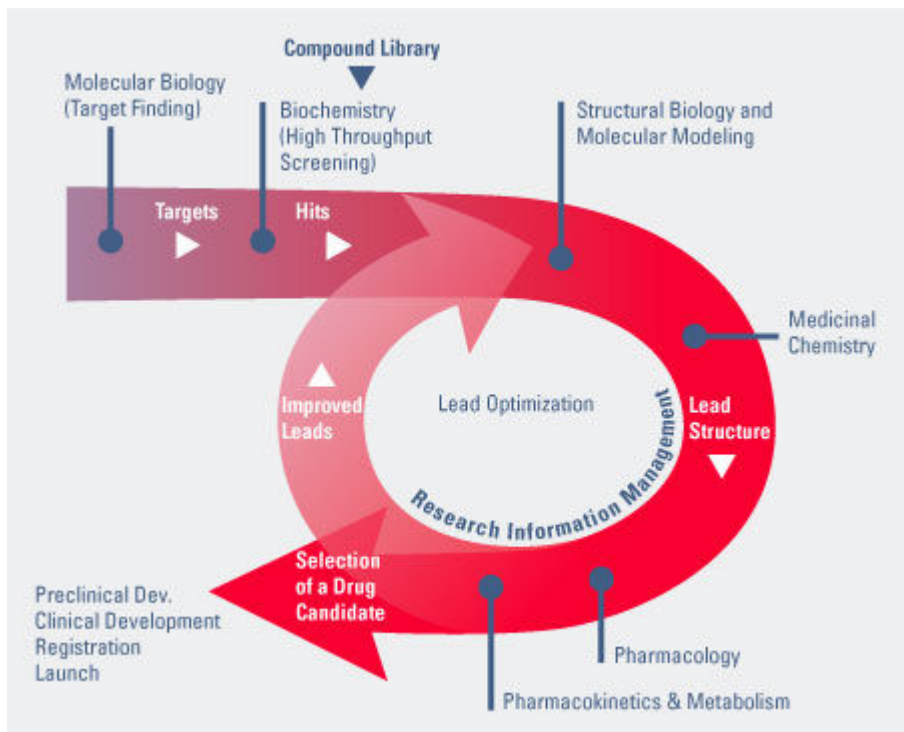 Compound Library
Molecular Biology
(Target Finding)
Biochemistry
(High Throughput
Screening)
Structural Biology and
Molecular Modeling
Targets
Hits
Medicinal
Chemistry
Improved
Leads
Lead Optimization
Lead
Structure
Research Information Management
Selection
of a Drug
Candidate
Preclinical Dev.
Clinical Development
Registration
Launch
Pharmacology
Pharmacokinetics & Metabolism